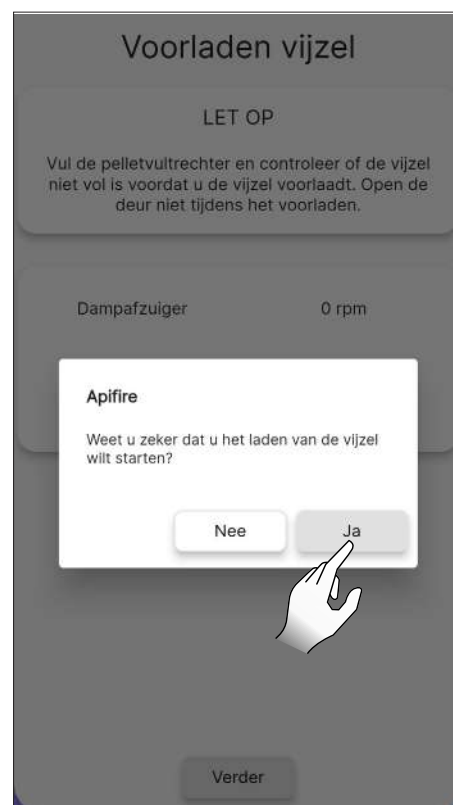 Voorladen vijzel
LET OP
Vul de pelletvultrechter en controleer of de vijzel
niet vol is voordat u de vijzel voorlaadt. Open de
deur niet tijdens het voorladen.
Dampafzuiger 0 rpm
Apifire
Weet u zeker dat u het laden van de vijzel
wilt starten?
Nee Ja
Verder